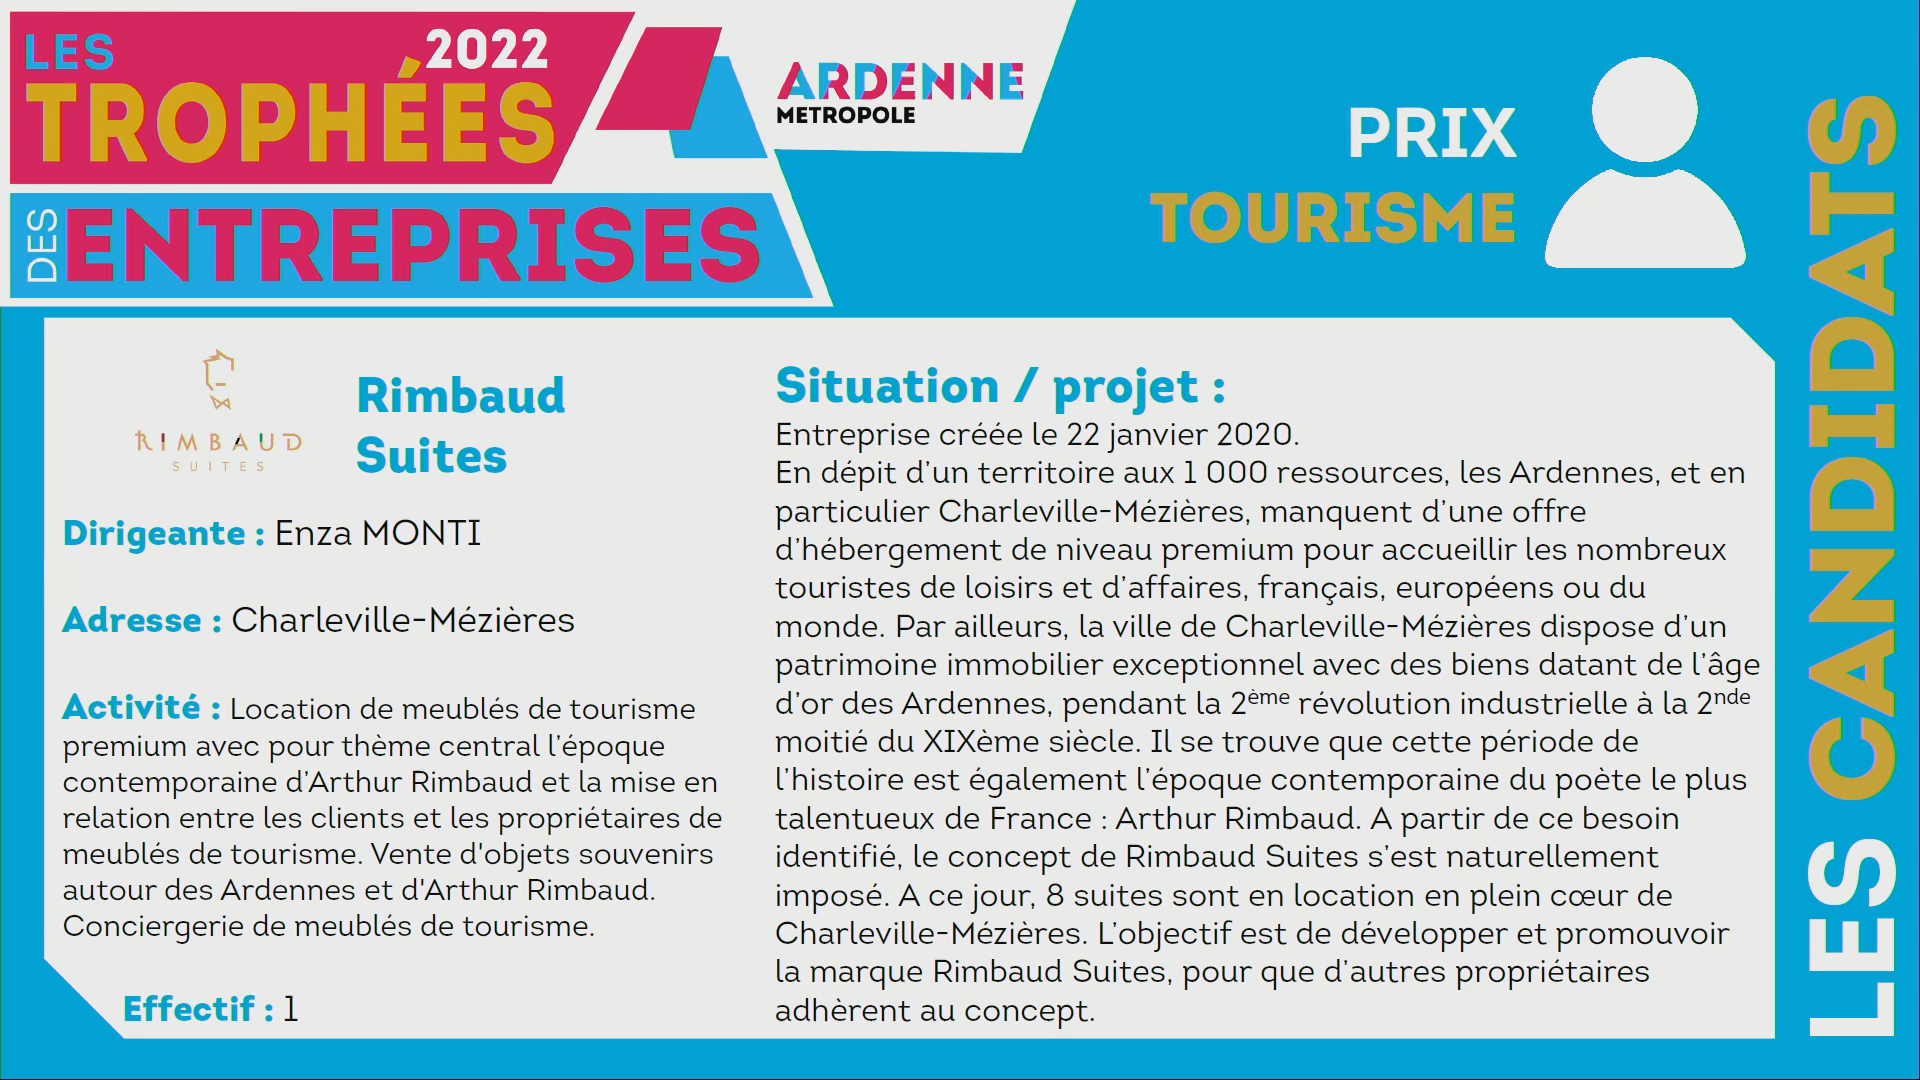 LES
2022
TROPHÉES
DES
ENTREPRISES
ARDENNE
METROPOLE
PRIX
TOURISME
LES CANDIDATS
RIMBAUD
SUITES
Rimbaud
Suites
Dirigeante : Enza MONTI
Adresse : Charleville-Mézières
Activité : Location de meublés de tourisme
premium avec pour thème central l'époque
contemporaine d'Arthur Rimbaud et la mise en
relation entre les clients et les propriétaires de
meublés de tourisme. Vente d'objets souvenirs
autour des Ardennes et d'Arthur Rimbaud.
Conciergerie de meublés de tourisme.
Effectif : 1
Situation / projet :
Entreprise créée le 22 janvier 2020.
En dépit d’un territoire aux 1 000 ressources, les Ardennes, et en
particulier Charleville-Mézières, manquent d’une offre
d’hébergement de niveau premium pour accueillir les nombreux
touristes de loisirs et d’affaires, français, européens ou du
monde. Par ailleurs, la ville de Charleville-Mézières dispose d’un
patrimoine immobilier exceptionnel avec des biens datant de l’âge
d’or des Ardennes, pendant la 2ème révolution industrielle à la 2nde
moitié du XIXème siècle. Il se trouve que cette période de
l’histoire est également l’époque contemporaine du poète le plus
talentueux de France : Arthur Rimbaud. A partir de ce besoin
identifié, le concept de Rimbaud Suites s’est naturellement
imposé. A ce jour, 8 suites sont en location en plein cœur de
Charleville-Mézières. L’objectif est de développer et promouvoir
la marque Rimbaud Suites, pour que d’autres propriétaires
adhèrent au concept.